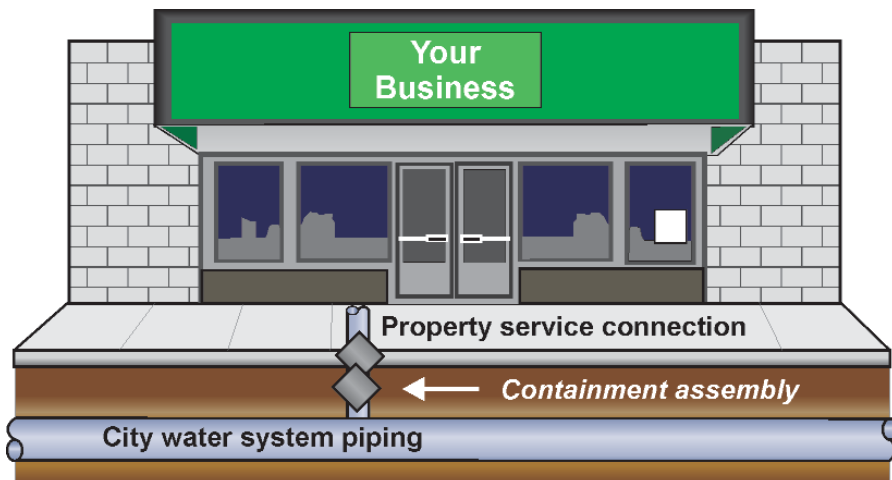 Your
Business
Property service connection
Containment assembly
City water system piping